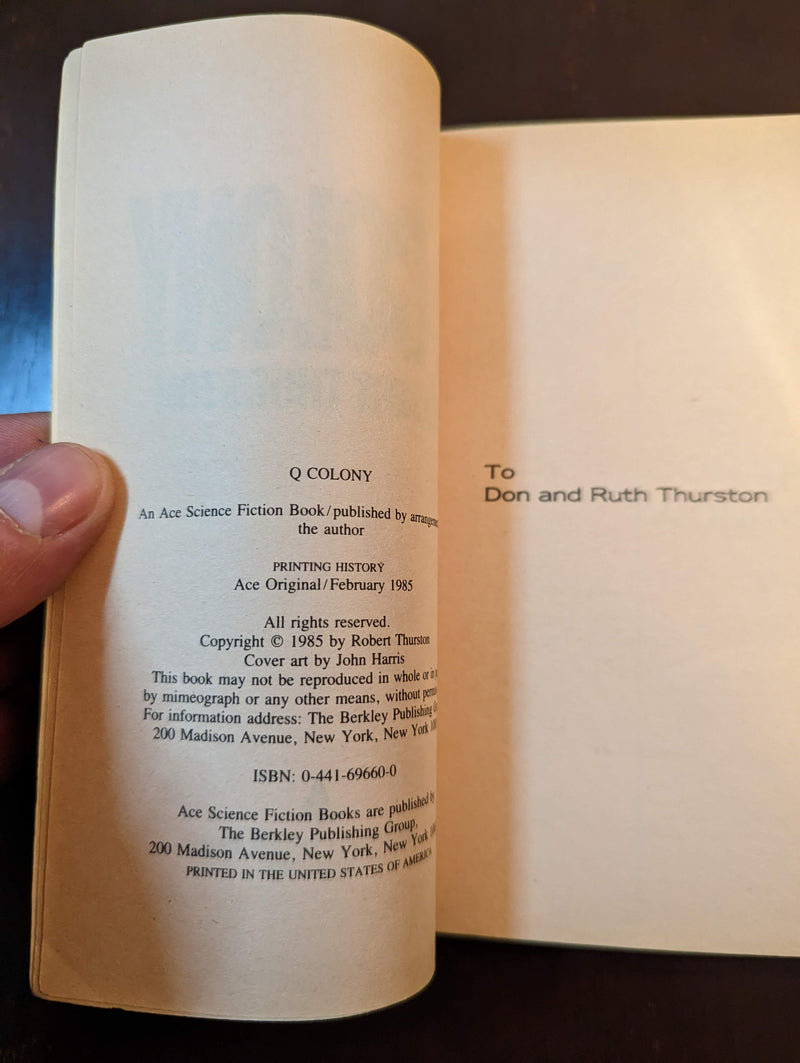 Q COLONY
An Ace Science Fiction Book/published by
the author
PRINTING HISTORY
Ace Original/February 1985
All rights reserved.
Copyright © 1985 by Robert Thurston
Cover art by John Harris
This book may not be reproduced in whole or in
by mimeograph or any other means, without
For information address: The Berkley Publishing
200 Madison Avenue, New York, New York
ISBN: 0-441-69660-0
Ace Science Fiction Books are published by
The Berkley Publishing Group,
200 Madison Avenue, New York, New York
PRINTED IN THE UNITED STATES OF AMERICA
To
Don and Ruth Thurston